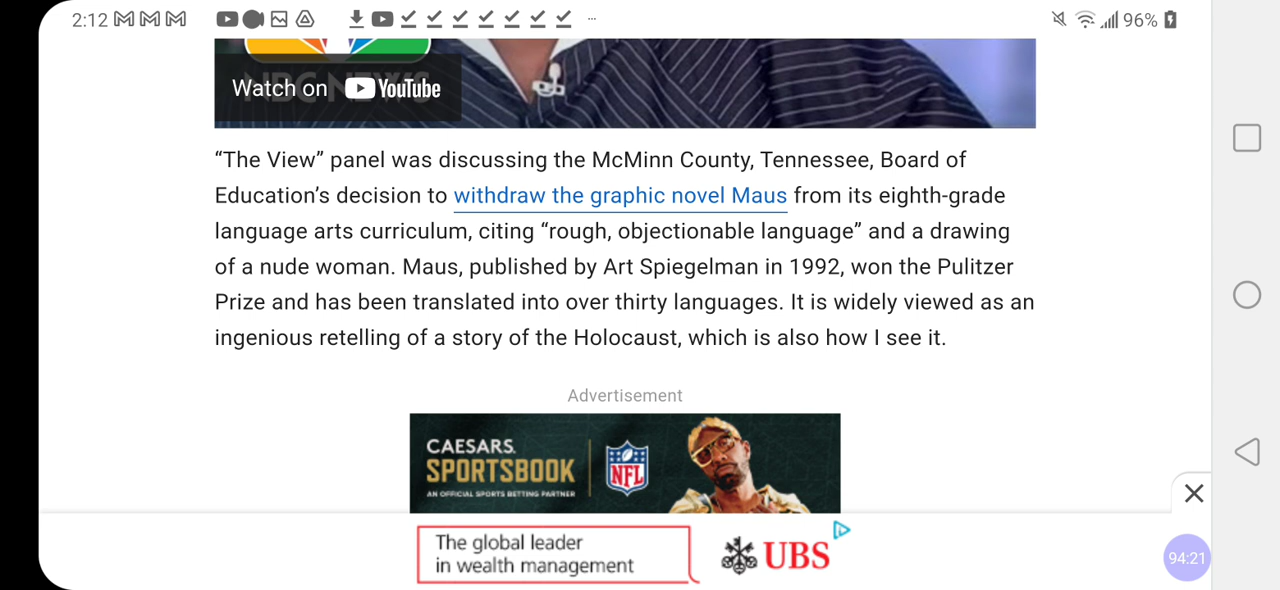 2:12
96%
NBC NEWS
Watch on YouTube
“The View” panel was discussing the McMinn County, Tennessee, Board of
Education’s decision to withdraw the graphic novel Maus from its eighth-grade
language arts curriculum, citing “rough, objectionable language” and a drawing
of a nude woman. Maus, published by Art Spiegelman in 1992, won the Pulitzer
Prize and has been translated into over thirty languages. It is widely viewed as an
ingenious retelling of a story of the Holocaust, which is also how I see it.
Advertisement
CAESARS
SPORTSBOOK
AN OFFICIAL SPORTS BETTING PARTNER
NFL
The global leader
in wealth management
UBS
94:21